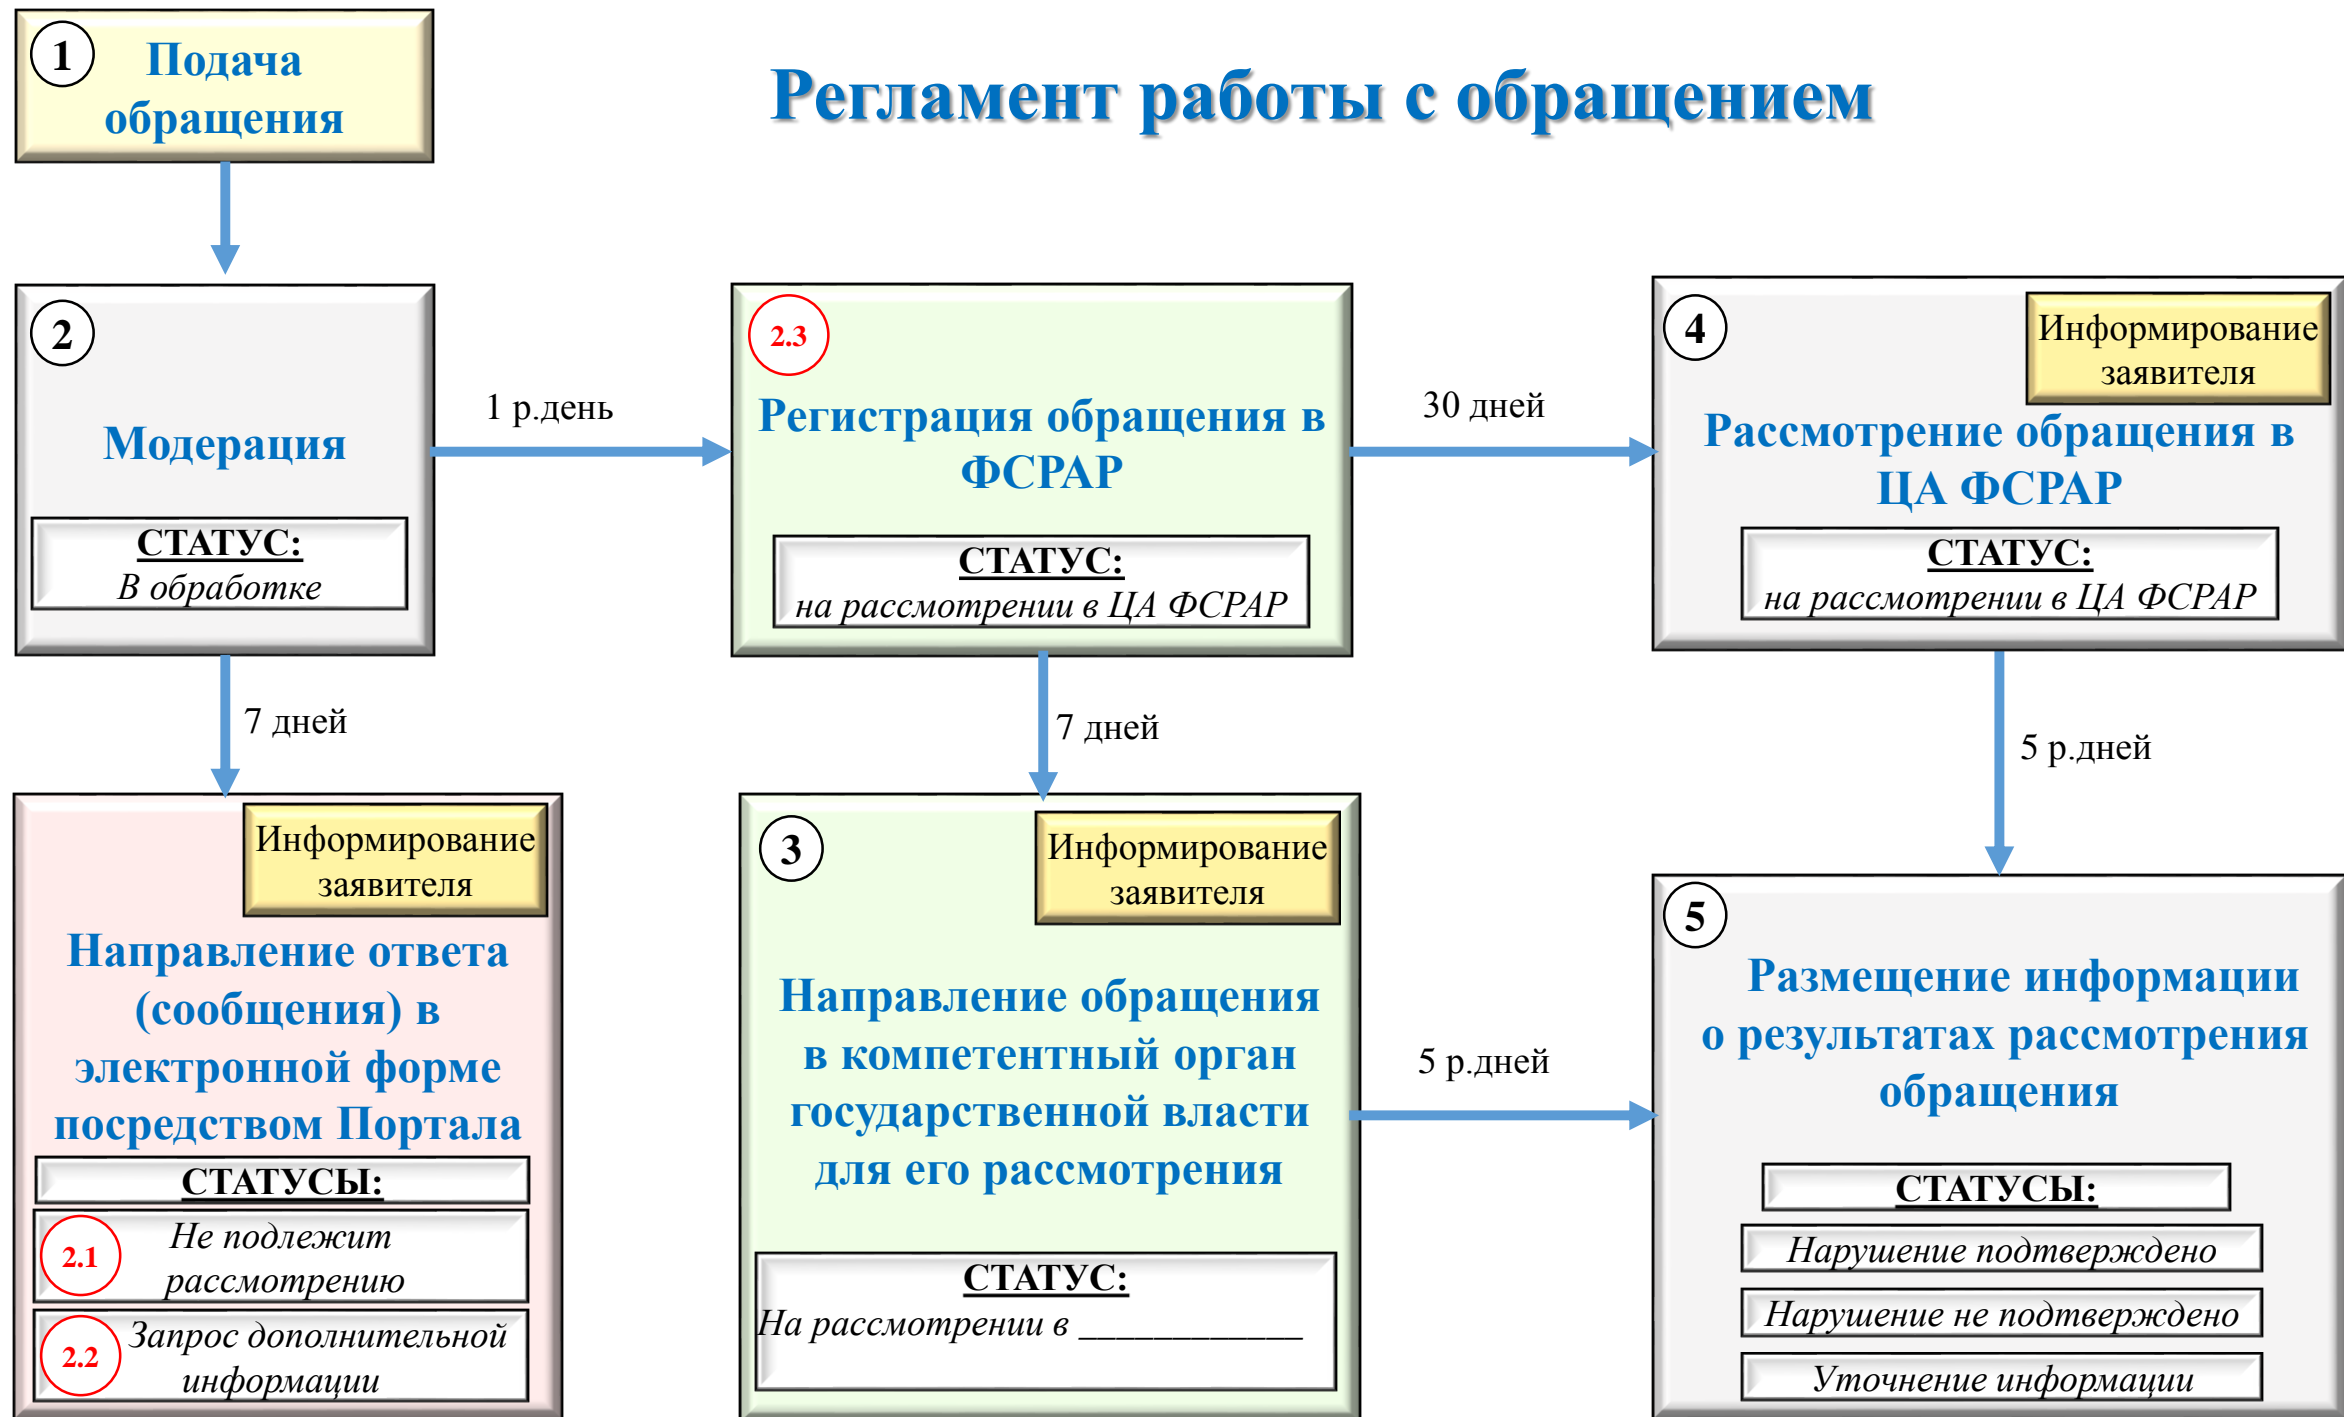 1
Подача
обращения
Регламент работы с обращением
2
Модерация
СТАТУС:
В обработке
1 р.день
2.3
Регистрация обращения в
ФСРАР
СТАТУС:
на рассмотрении в ЦА ФСРАР
30 дней
4
Информирование
заявителя
Рассмотрение обращения в
ЦА ФСРАР
СТАТУС:
на рассмотрении в ЦА ФСРАР
7 дней
7 дней
5 р.дней
Информирование
заявителя
Направление ответа
(сообщения) в
электронной форме
посредством Портала
СТАТУСЫ:
2.1
Не подлежит
рассмотрению
2.2
Запрос дополнительной
информации
3
Информирование
заявителя
Направление обращения
в компетентный орган
государственной власти
для его рассмотрения
СТАТУС:
На рассмотрении в ____________
5 р.дней
5
Размещение информации
о результатах рассмотрения
обращения
СТАТУСЫ:
Нарушение подтверждено
Нарушение не подтверждено
Уточнение информации